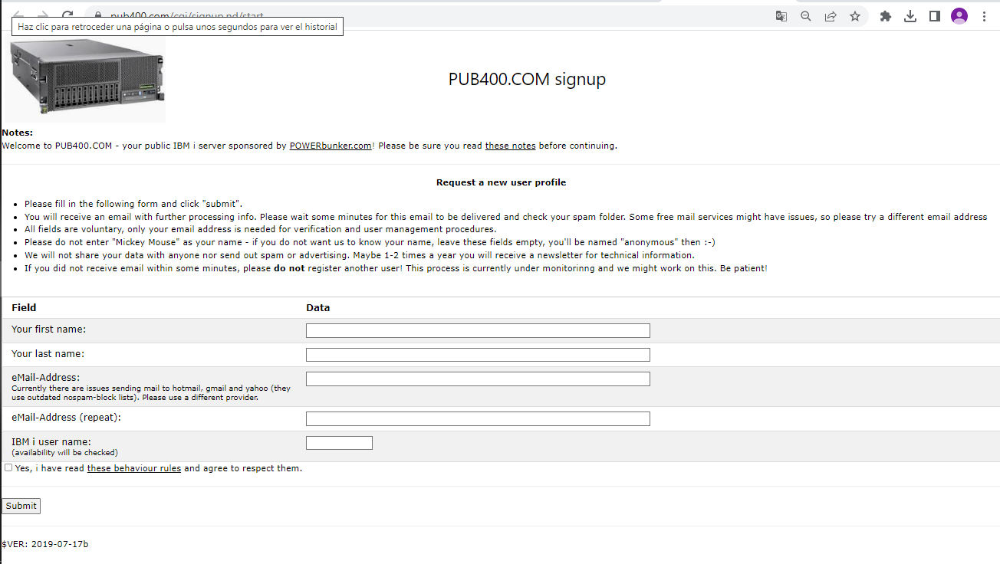 pub400.com/cgi/signup.nd/start
Haz clic para retroceder una página o pulsa unos segundos para ver el historial
PUB400.COM signup
Notes:
Welcome to PUB400.COM - your public IBM i server sponsored by POWERbunker.com! Please be sure you read these notes before continuing.
Request a new user profile
• Please fill in the following form and click "submit".
• You will receive an email with further processing info. Please wait some minutes for this email to be delivered and check your spam folder. Some free mail services might have issues, so please try a different email address
• All fields are voluntary, only your email address is needed for verification and user management procedures.
• Please do not enter "Mickey Mouse" as your name - if you do not want us to know your name, leave these fields empty, you'll be named "anonymous" then :-)
• We will not share your data with anyone nor send out spam or advertising. Maybe 1-2 times a year you will receive a newsletter for technical information.
• If you did not receive email within some minutes, please do not register another user! This process is currently under monitorinng and we might work on this. Be patient!
Field Data
Your first name:
Your last name:
eMail-Address:
Currently there are issues sending mail to hotmail, gmail and yahoo (they
use outdated nospam-block lists). Please use a different provider.
eMail-Address (repeat):
IBM i user name:
(availability will be checked)
Yes, i have read these behaviour rules and agree to respect them.
Submit
$VER: 2019-07-17b